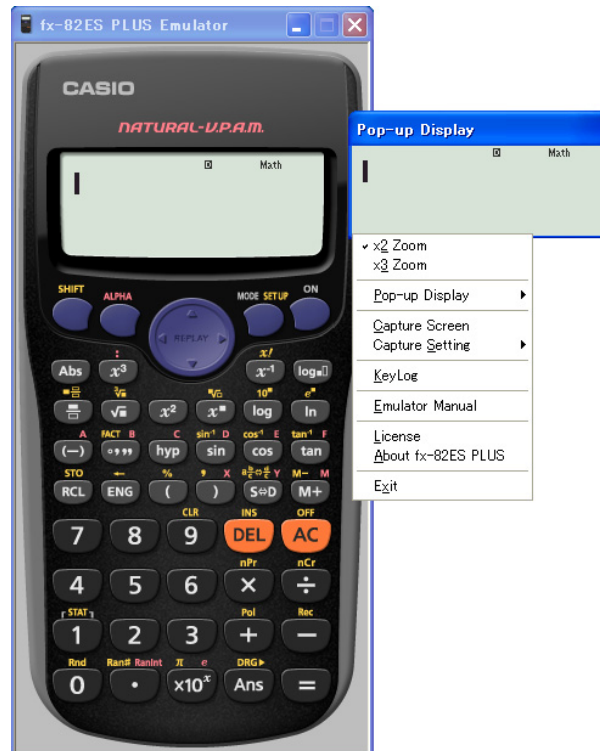 fx-82ES PLUS Emulator
CASIO
NATURAL-V.P.A.M.
D Math
Pop-up Display
D Math
✓ x2 Zoom
x3 Zoom
Pop-up Display
Capture Screen
Capture Setting
KeyLog
Emulator Manual
License
About fx-82ES PLUS
Exit
SHIFT ALPHA MODE SETUP ON
REPLAY
: x!
Abs x³ x⁻¹ log■□
■ ³√■ ■√□ 10■ e■
√■ x² x■ log ln
A FACT B C sin⁻¹ D cos⁻¹ E tan⁻¹ F
(−) °’’’ hyp sin cos tan
STO ← % , X Y M− M
RCL ENG ( ) S⇔D M+
CLR INS OFF
7 8 9 DEL AC
nPr nCr
4 5 6 × ÷
STAT Pol Rec
1 2 3 + −
Rnd Ran# RanInt π e DRG▶
0 • ×10ˣ Ans =